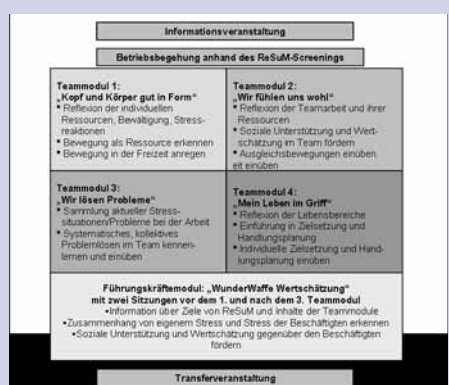 Informationsveranstaltung
Betriebsbegehung anhand des ReSuM-Screenings
Teammodul 1:
„Kopf und Körper gut in Form“
• Reflexion der individuellen
Ressourcen, Bewältigung, Stress-
reaktionen
• Bewegung als Ressource erkennen
• Bewegung in der Freizeit anregen
Teammodul 2:
„Wir fühlen uns wohl“
• Reflexion der Teamarbeit und ihrer
Ressourcen
• Soziale Unterstützung und Wert-
schätzung im Team fördern
• Ausgleichsbewegungen einüben
eit einüben
Teammodul 3:
„Wir lösen Probleme“
• Sammlung aktueller Stress-
situationen/Probleme bei der Arbeit
• Systematisches, kollektives
Problemlösen im Team kennen-
lernen und einüben
Teammodul 4:
„Mein Leben im Griff“
• Reflexion der Lebensbereiche
• Einführung in Zielsetzung und
Handlungsplanung
• Individuelle Zielsetzung und Hand-
lungsplanung einüben
Führungskräftemodul: „WunderWaffe Wertschätzung“
mit zwei Sitzungen vor dem 1. und nach dem 3. Teammodul
•Information über Ziele von ReSuM und Inhalte der Teammodule
•Zusammenhang von eigenem Stress und Stress der Beschäftigten erkennen
•Soziale Unterstützung und Wertschätzung gegenüber den Beschäftigten
fördern
Transferveranstaltung